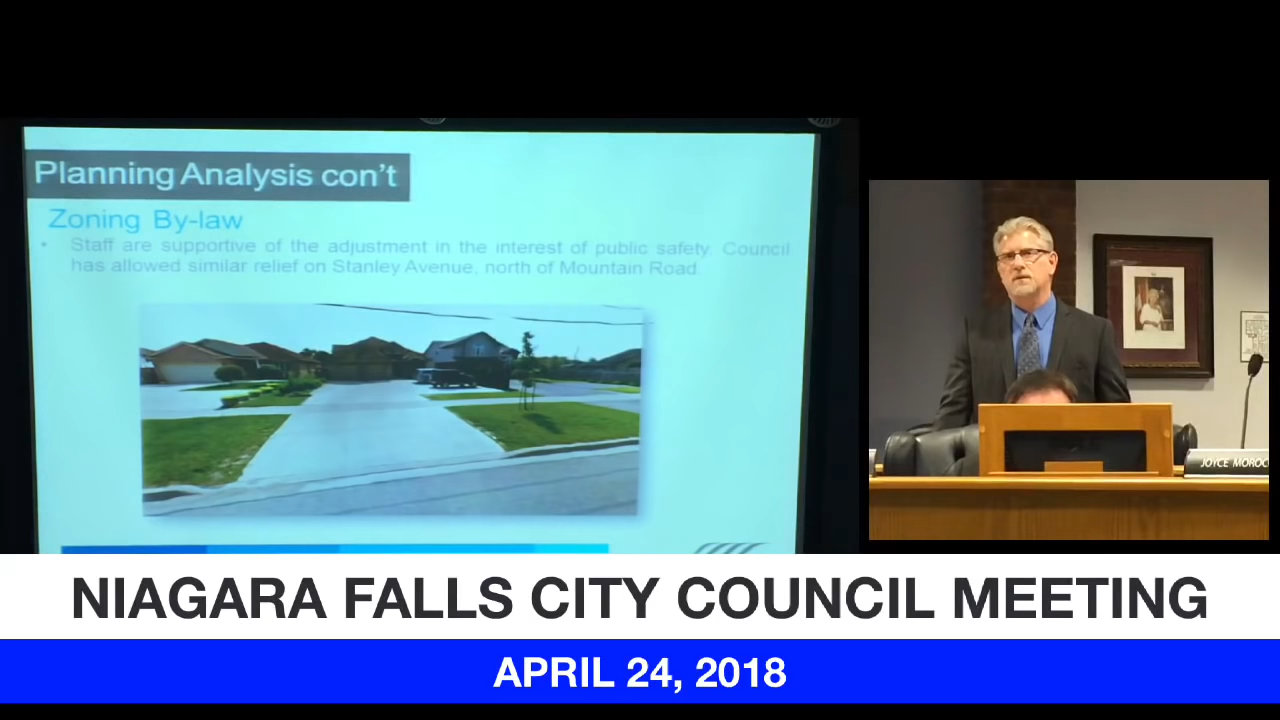 Planning Analysis con't
Zoning By-law
• Staff are supportive of the adjustment in the interest of public safety. Council
has allowed similar relief on Stanley Avenue, north of Mountain Road.
JOYCE MOROC
NIAGARA FALLS CITY COUNCIL MEETING
APRIL 24, 2018